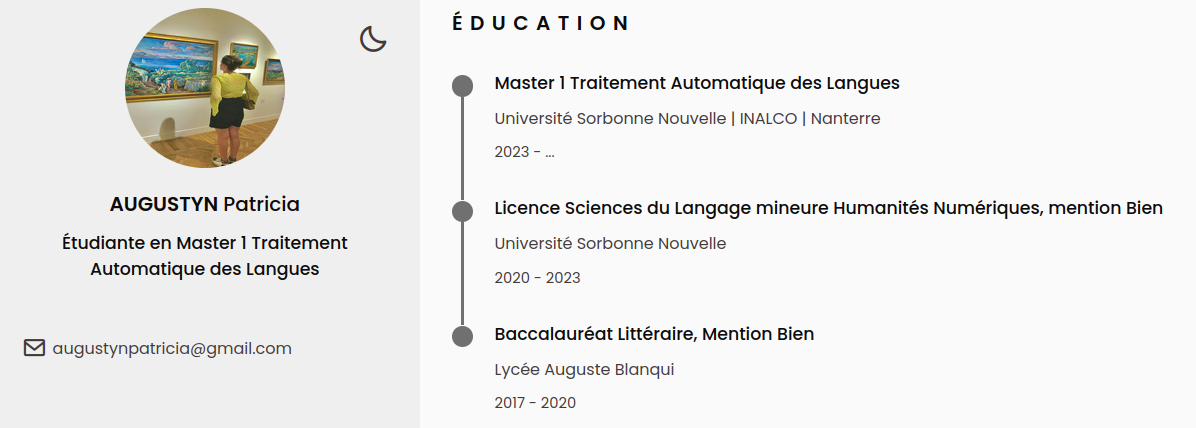 AUGUSTYN Patricia
Étudiante en Master 1 Traitement
Automatique des Langues
augustynpatricia@gmail.com
ÉDUCATION
Master 1 Traitement Automatique des Langues
Université Sorbonne Nouvelle | INALCO | Nanterre
2023 - ...
Licence Sciences du Langage mineure Humanités Numériques, mention Bien
Université Sorbonne Nouvelle
2020 - 2023
Baccalauréat Littéraire, Mention Bien
Lycée Auguste Blanqui
2017 - 2020